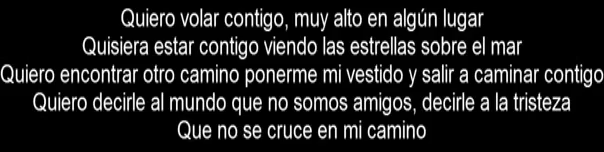 Quiero volar contigo, muy alto en algún lugar
Quisiera estar contigo viendo las estrellas sobre el mar
Quiero encontrar otro camino ponerme mi vestido y salir a caminar contigo
Quiero decirle al mundo que no somos amigos, decirle a la tristeza
Que no se cruce en mi camino